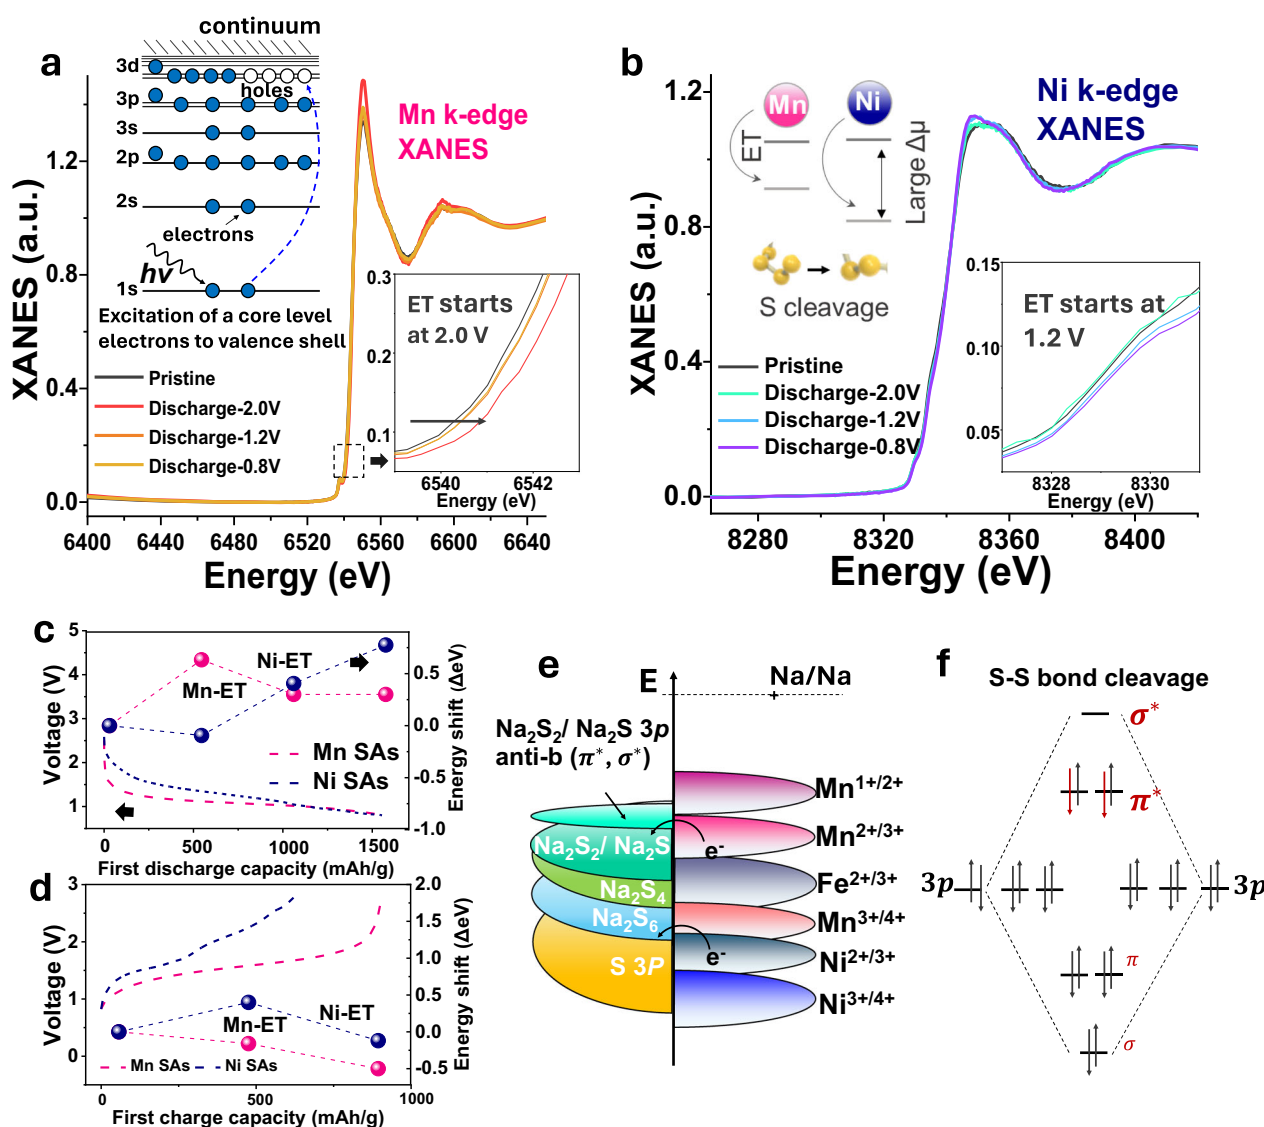 a
continuum
3d
holes
3p
3s
2p
2s
electrons
hν
1s
Excitation of a core level
electrons to valence shell
Mn k-edge
XANES
XANES (a.u.)
1.2
0.8
0.4
0.0
Pristine
Discharge-2.0V
Discharge-1.2V
Discharge-0.8V
ET starts
at 2.0 V
0.3
0.2
0.1
6540
6542
Energy (eV)
6400
6440
6480
6520
6560
6600
6640
Energy (eV)
b
Mn
Ni
ET
Large Δμ
S cleavage
Ni k-edge
XANES
XANES (a.u.)
1.2
0.8
0.4
0.0
Pristine
Discharge-2.0V
Discharge-1.2V
Discharge-0.8V
ET starts at
1.2 V
0.15
0.10
0.05
8328
8330
Energy (eV)
8280
8320
8360
8400
Energy (eV)
c
Voltage (V)
5
4
3
2
1
Ni-ET
Mn-ET
Mn SAs
Ni SAs
0.5
0.0
-0.5
-1.0
Energy shift (ΔeV)
0
500
1000
1500
First discharge capacity (mAh/g)
d
Voltage (V)
3
2
1
0
Ni-ET
Mn-ET
Mn SAs
Ni SAs
2.0
1.5
1.0
0.5
0.0
-0.5
Energy shift (ΔeV)
0
500
1000
First charge capacity (mAh/g)
e
E
Na/Na
+
Na₂S₂/ Na₂S 3p
anti-b (π*, σ*)
Na₂S₂/ Na₂S
Na₂S₄
Na₂S₆
S 3P
e-
e-
Mn1+/2+
Mn2+/3+
Fe2+/3+
Mn3+/4+
Ni2+/3+
Ni3+/4+
f
S-S bond cleavage
σ*
π*
3p
3p
π
σ